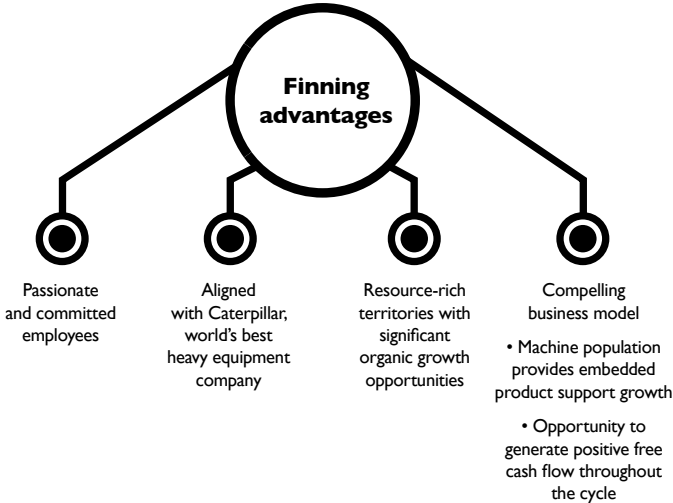 Finning
advantages
Passionate
and committed
employees
Aligned
with Caterpillar,
world's best
heavy equipment
company
Resource-rich
territories with
significant
organic growth
opportunities
Compelling
business model
• Machine population
provides embedded
product support growth
• Opportunity to
generate positive free
cash flow throughout
the cycle